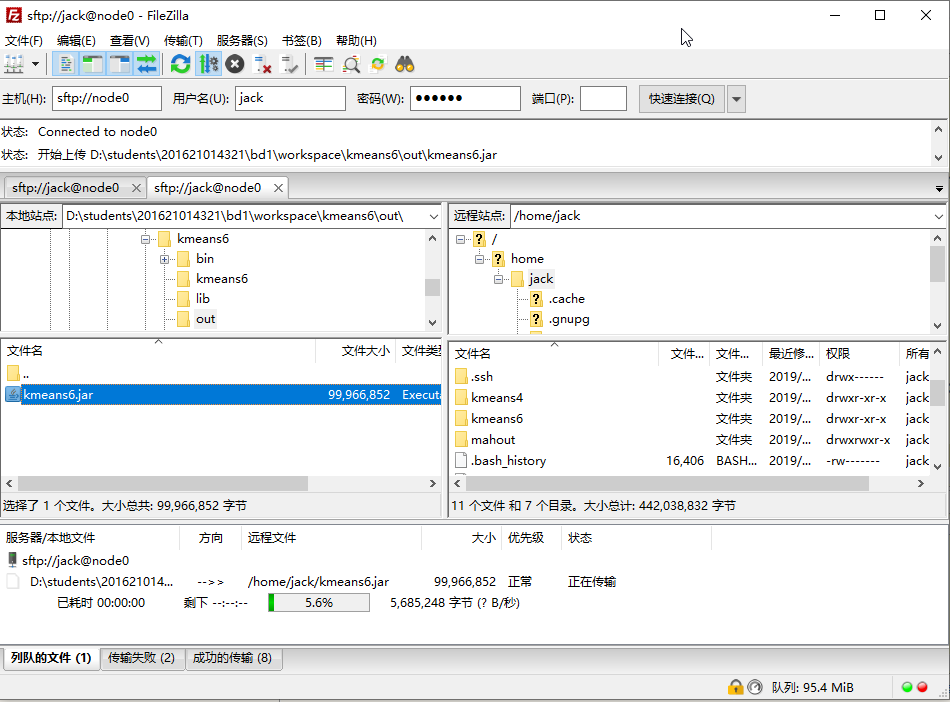 sftp://jack@node0 - FileZilla
文件(F) 编辑(E) 查看(V) 传输(T) 服务器(S) 书签(B) 帮助(H)
主机(H): sftp://node0 用户名(U): jack 密码(W): ●●●●●● 端口(P): 快速连接(Q)
状态: Connected to node0
状态: 开始上传 D:\students\201621014321\bd1\workspace\kmeans6\out\kmeans6.jar
sftp://jack@node0 sftp://jack@node0
本地站点: D:\students\201621014321\bd1\workspace\kmeans6\out\
kmeans6
bin
kmeans6
lib
out
文件名 文件大小 文件类型
..
kmeans6.jar 99,966,852 Executa
选择了 1 个文件。大小总共: 99,966,852 字节
远程站点: /home/jack
/
home
jack
.cache
.gnupg
文件名 文件... 文件... 最近修... 权限 所有
.ssh 文件夹 2019/... drwx------ jack
kmeans4 文件夹 2019/... drwxr-xr-x jack
kmeans6 文件夹 2019/... drwxr-xr-x jack
mahout 文件夹 2019/... drwxrwxr-x jack
.bash_history 16,406 BASH... 2019/... -rw------- jack
11 个文件 和 7 个目录。大小总计: 442,038,832 字节
服务器/本地文件 方向 远程文件 大小 优先级 状态
sftp://jack@node0
D:\students\201621014... -->> /home/jack/kmeans6.jar 99,966,852 正常 正在传输
已耗时 00:00:00 剩下 --:--:-- 5.6% 5,685,248 字节 (? B/秒)
列队的文件 (1) 传输失败 (2) 成功的传输 (8)
队列: 95.4 MiB